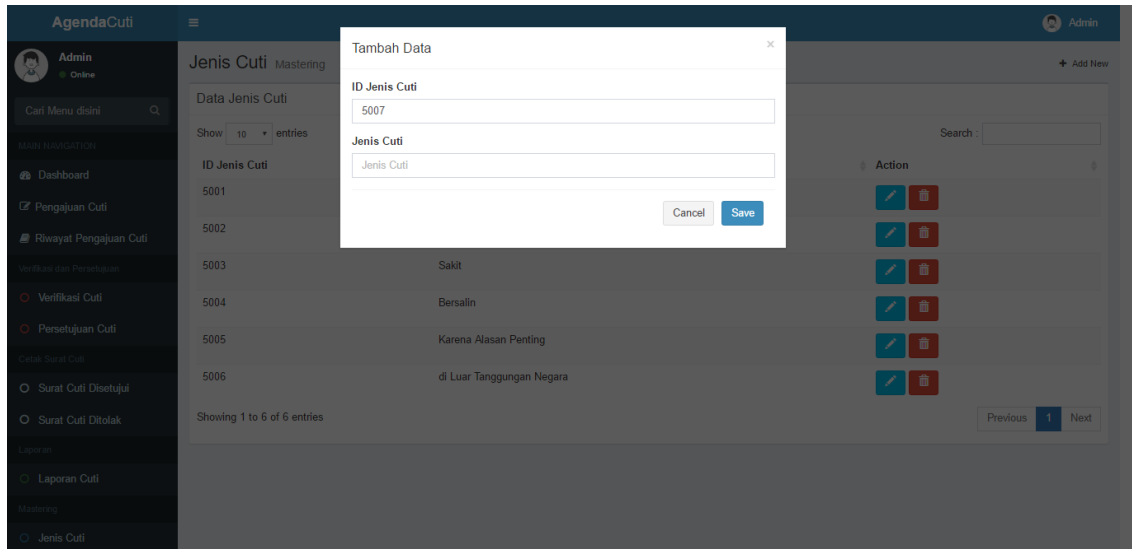 AgendaCuti
Admin
Admin
Online
Cari Menu disini
MAIN NAVIGATION
Dashboard
Pengajuan Cuti
Riwayat Pengajuan Cuti
Verifikasi dan Persetujuan
Verifikasi Cuti
Persetujuan Cuti
Cetak Surat Cuti
Surat Cuti Disetujui
Surat Cuti Ditolak
Laporan
Laporan Cuti
Mastering
Jenis Cuti
Jenis Cuti Mastering
+ Add New
Data Jenis Cuti
Show 10 entries
Search :
ID Jenis Cuti Action
5001
5002
5003 Sakit
5004 Bersalin
5005 Karena Alasan Penting
5006 di Luar Tanggungan Negara
Showing 1 to 6 of 6 entries
Previous 1 Next
Tambah Data ×
ID Jenis Cuti
5007
Jenis Cuti
Jenis Cuti
Cancel Save